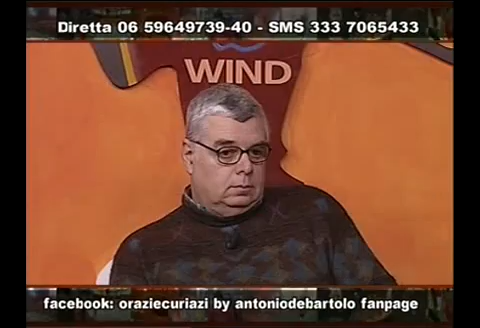 Diretta 06 59649739-40 - SMS 333 7065433
WIND
facebook: oraziecuriazi by antoniodebartolo fanpage